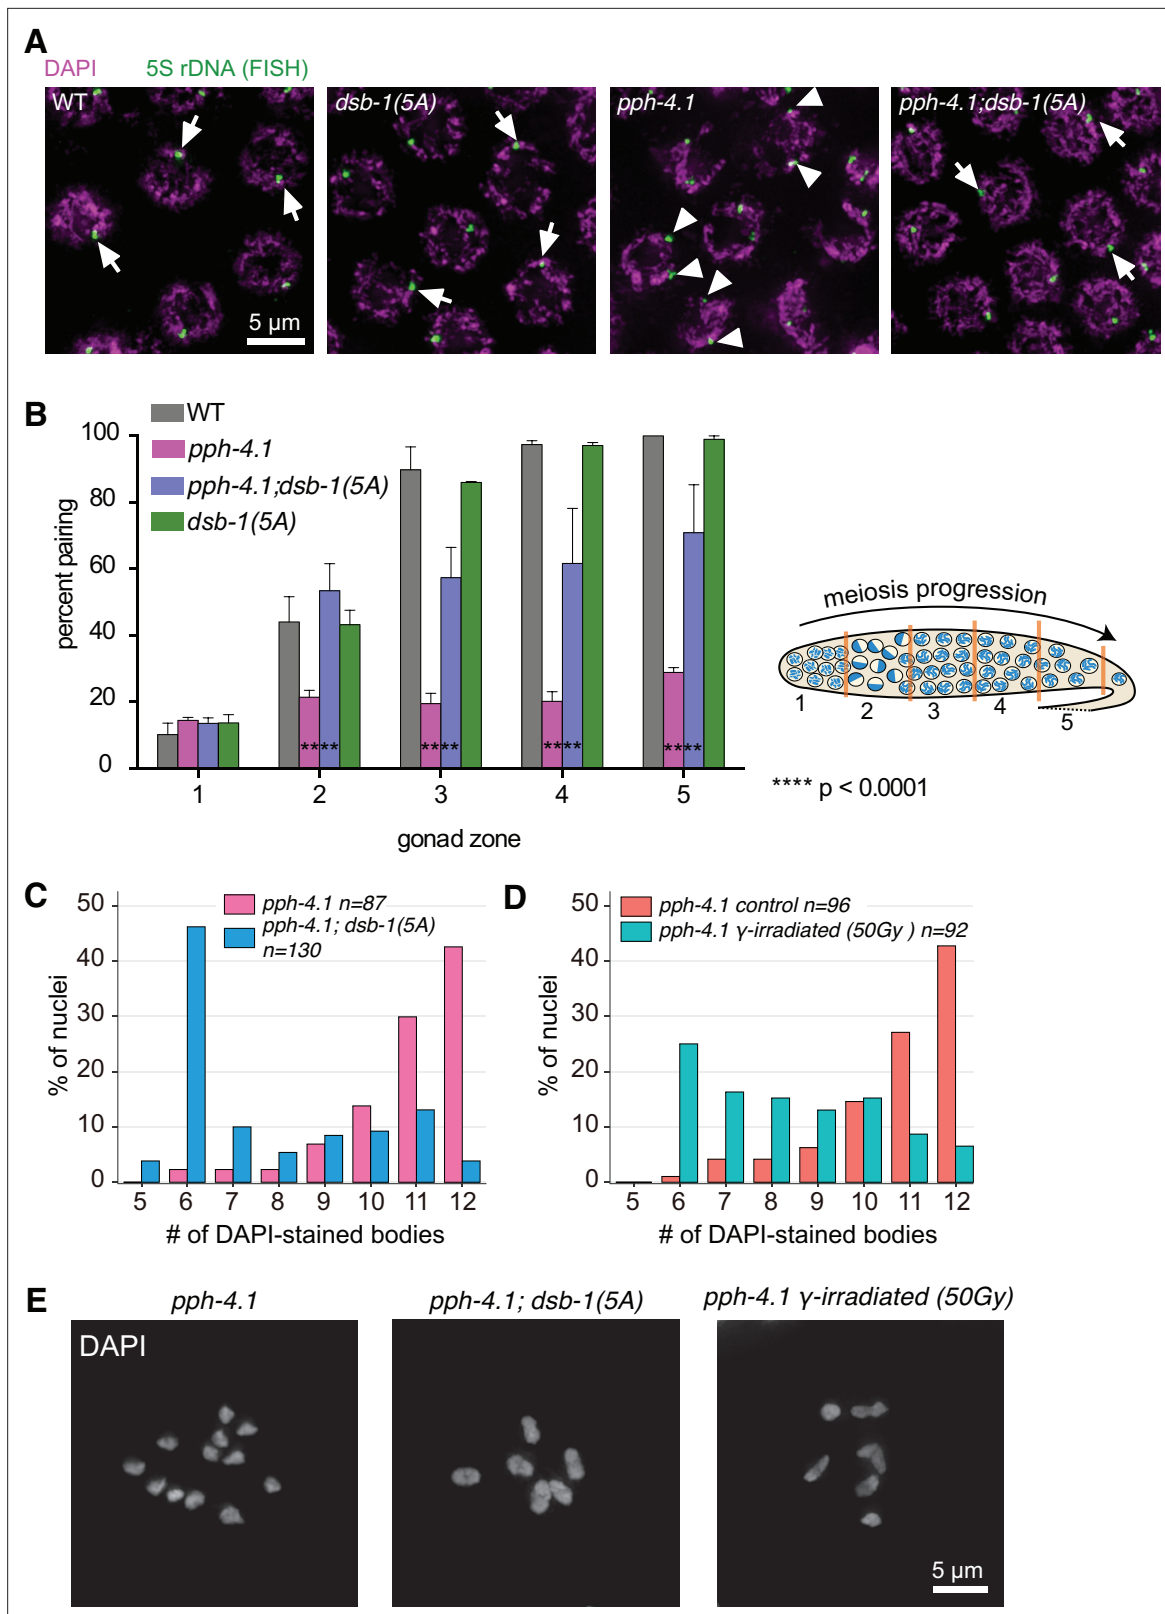 A
DAPI 5S rDNA (FISH)
WT
dsb-1(5A)
pph-4.1
pph-4.1;dsb-1(5A)
5 µm
B
WT
pph-4.1
pph-4.1;dsb-1(5A)
dsb-1(5A)
percent pairing
100
80
60
40
20
0
**** **** **** ****
1 2 3 4 5
gonad zone
meiosis progression
1 2 3 4 5
**** p < 0.0001
C
pph-4.1 n=87
pph-4.1; dsb-1(5A)
n=130
% of nuclei
50
40
30
20
10
0
5 6 7 8 9 10 11 12
# of DAPI-stained bodies
D
pph-4.1 control n=96
pph-4.1 γ-irradiated (50Gy ) n=92
% of nuclei
50
40
30
20
10
0
5 6 7 8 9 10 11 12
# of DAPI-stained bodies
E
pph-4.1
pph-4.1; dsb-1(5A)
pph-4.1 γ-irradiated (50Gy)
DAPI
5 µm